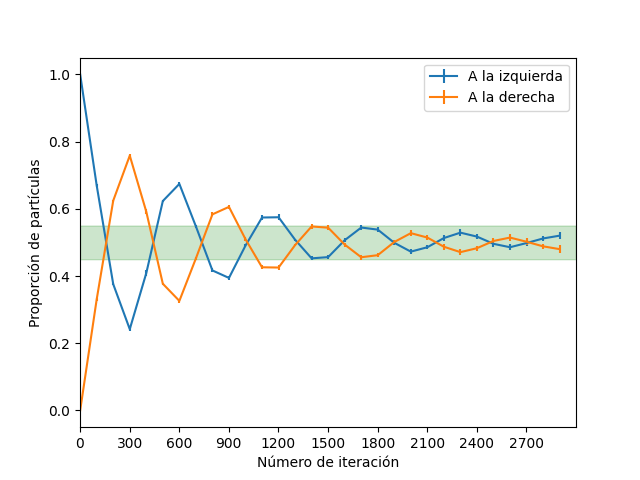 A la izquierda
A la derecha
Proporción de partículas
1.0
0.8
0.6
0.4
0.2
0.0
0 300 600 900 1200 1500 1800 2100 2400 2700
Número de iteración